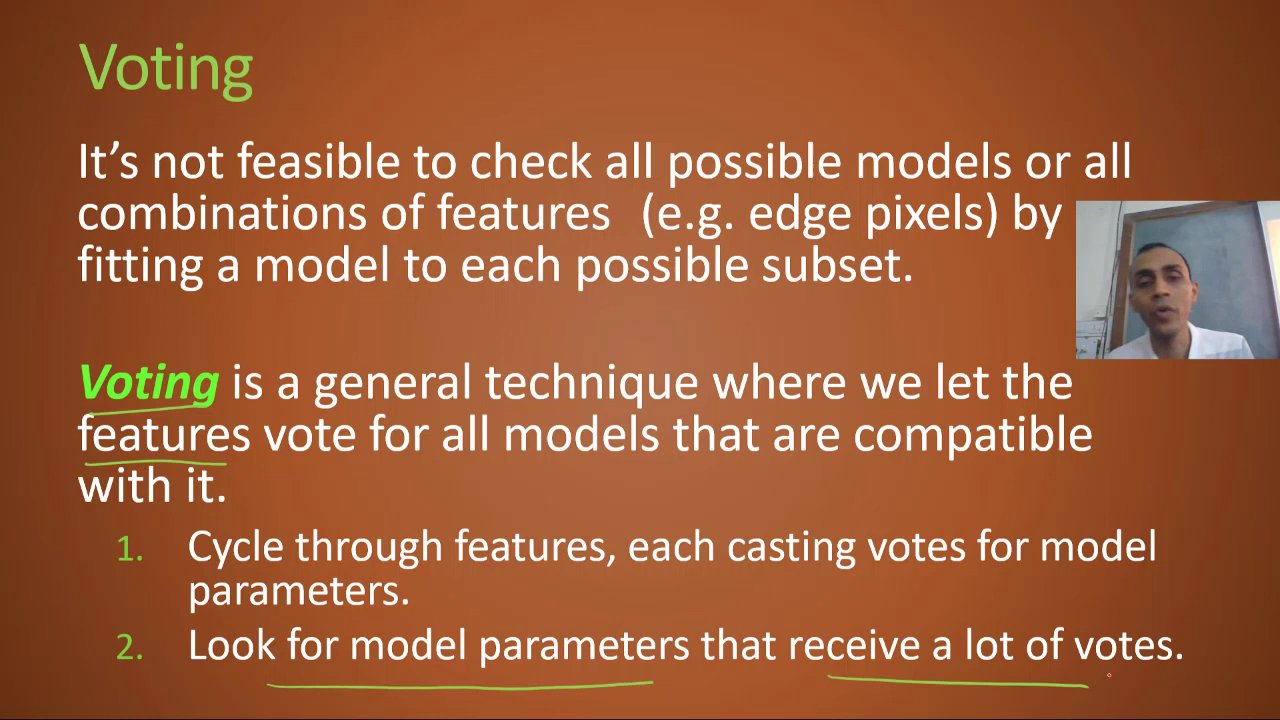 Voting
It’s not feasible to check all possible models or all
combinations of features (e.g. edge pixels) by
fitting a model to each possible subset.
Voting is a general technique where we let the
features vote for all models that are compatible
with it.
1. Cycle through features, each casting votes for model
parameters.
2. Look for model parameters that receive a lot of votes.